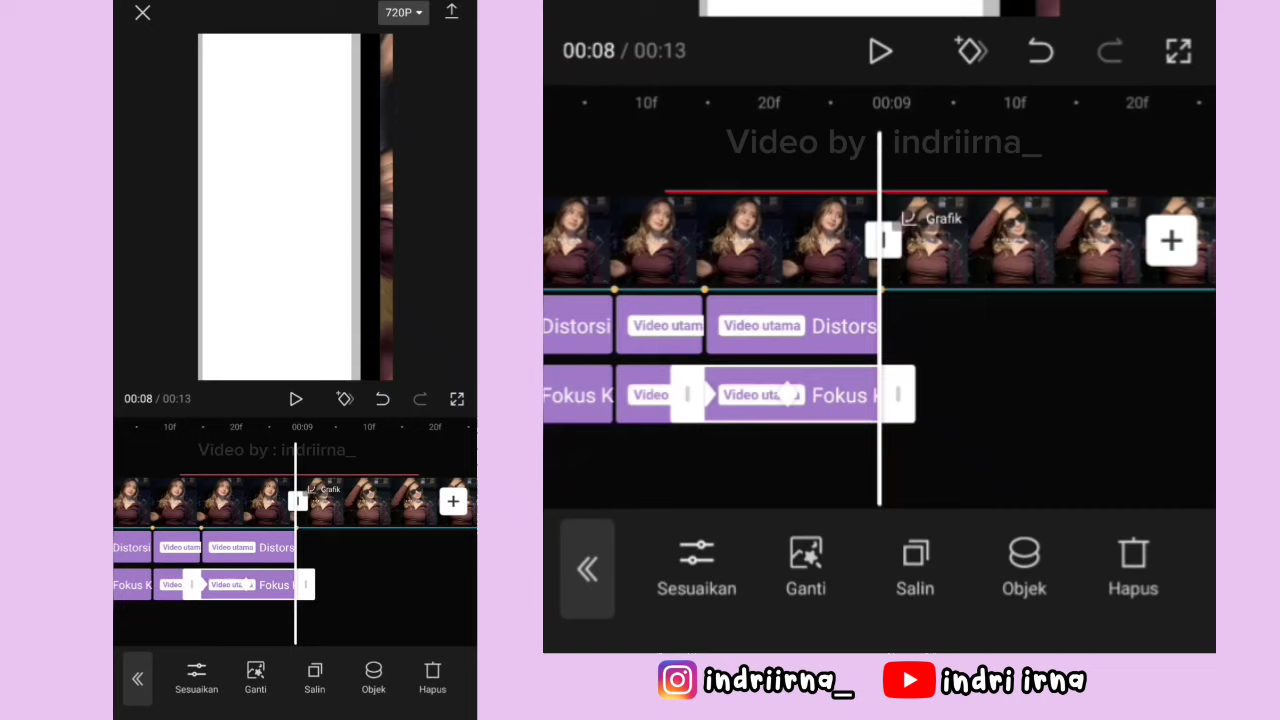 720P
00:08 / 00:13
10f 20f 00:09 10f 20f
Video by : indriirna_
Grafik
Distorsi Video utam Video utama Distors
Fokus K Video Video uta
Fokus
Sesuaikan Ganti Salin Objek Hapus
00:08 / 00:13
10f 20f 00:09 10f 20f
Video by : indriirna_
Grafik
Distorsi Video utam Video utama Distors
Fokus K Video Video uta
Fokus K
Sesuaikan Ganti Salin Objek Hapus
indriirna_ indri irna